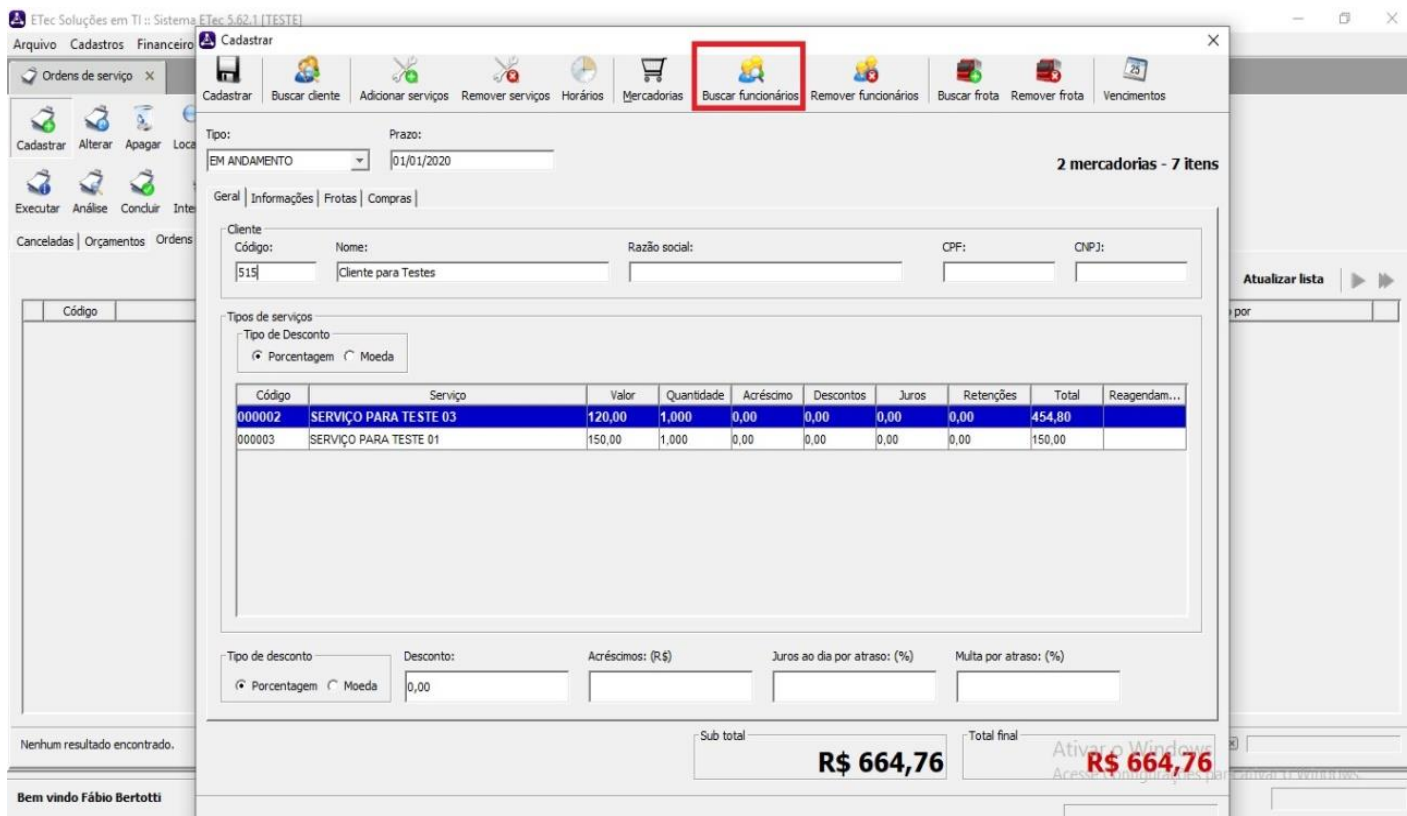 ETec Soluções em TI :: Sistema ETec 5.62.1 [TESTE]
Arquivo Cadastros Financeiro
Cadastrar
Ordens de serviço
Cadastrar Buscar cliente Adicionar serviços Remover serviços Horários Mercadorias Buscar funcionários Remover funcionários Buscar frota Remover frota Vencimentos
Cadastrar Alterar Apagar Loca
Executar Análise Concluir Inte
Canceladas Orçamentos Ordens
Tipo: Prazo:
EM ANDAMENTO 01/01/2020
2 mercadorias - 7 itens
Geral Informações Frotas Compras
Cliente
Código: Nome: Razão social: CPF: CNPJ:
515 Cliente para Testes
Atualizar lista
Código
por
Tipos de serviços
Tipo de Desconto
Porcentagem Moeda
Código Serviço Valor Quantidade Acréscimo Descontos Juros Retenções Total Reagendam...
000002 SERVIÇO PARA TESTE 03 120,00 1,000 0,00 0,00 0,00 0,00 454,80
000003 SERVIÇO PARA TESTE 01 150,00 1,000 0,00 0,00 0,00 0,00 150,00
Tipo de desconto Desconto: Acréscimos: (R$) Juros ao dia por atraso: (%) Multa por atraso: (%)
Porcentagem Moeda 0,00
Nenhum resultado encontrado.
Sub total Total final
R$ 664,76 R$ 664,76
Ativar o Windows
Acesse Configurações para ativar o Windows.
Bem vindo Fábio Bertotti